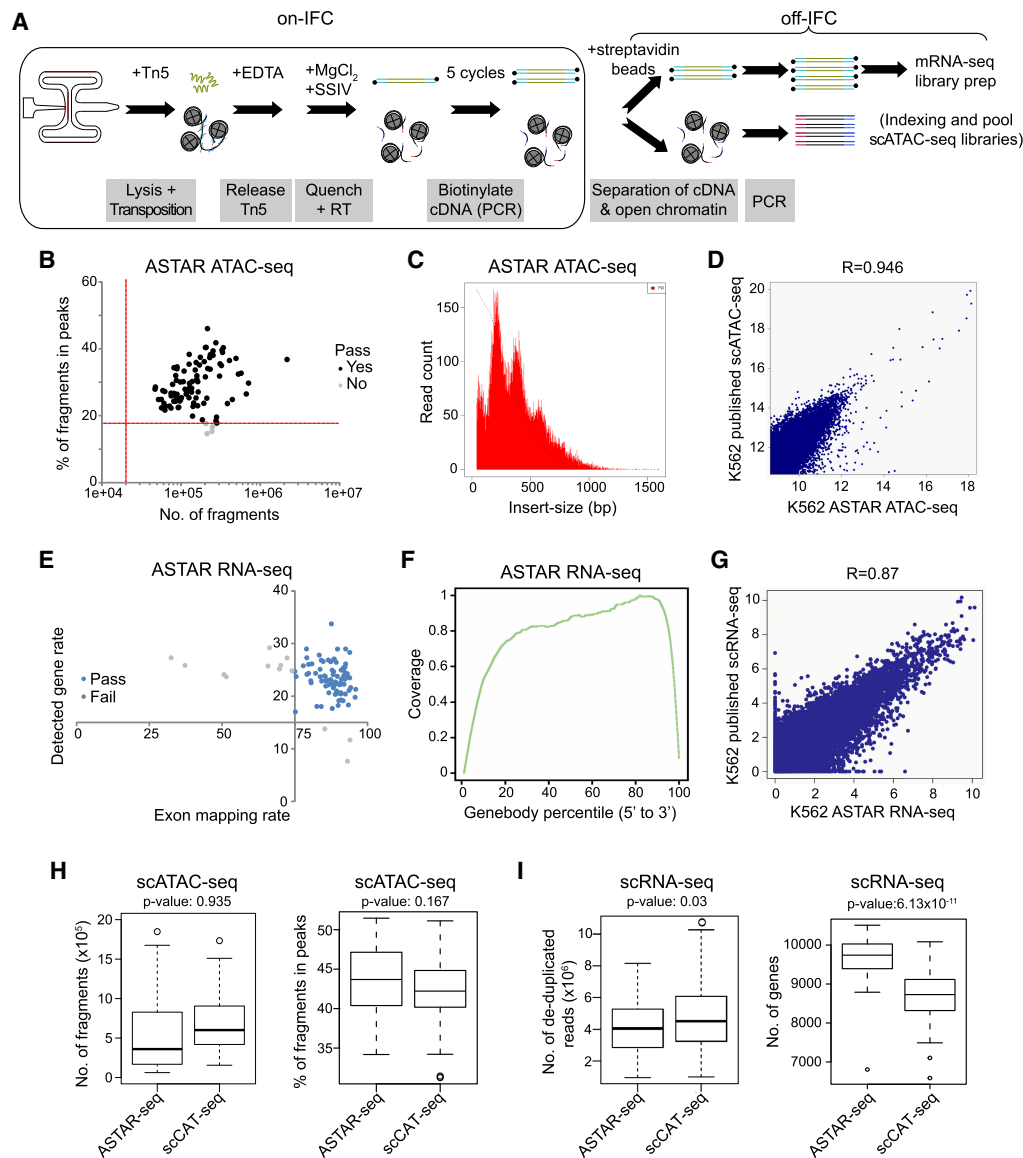 A
on-IFC
off-IFC
+Tn5
+EDTA
+MgCl2
+SSIV
5 cycles
+streptavidin
beads
mRNA-seq
library prep
(Indexing and pool
scATAC-seq libraries)
Lysis +
Transposition
Release
Tn5
Quench
+ RT
Biotinylate
cDNA (PCR)
Separation of cDNA
& open chromatin
PCR
B
ASTAR ATAC-seq
% of fragments in peaks
60
40
20
0
1e+04
1e+05
1e+06
1e+07
No. of fragments
Pass
Yes
No
C
ASTAR ATAC-seq
Read count
150
100
50
0
0
500
1000
1500
Insert-size (bp)
FR
D
R=0.946
K562 published scATAC-seq
20
18
16
14
12
10
12
14
16
18
K562 ASTAR ATAC-seq
E
ASTAR RNA-seq
Detected gene rate
40
30
20
10
0
0
25
50
75
100
Pass
Fail
Exon mapping rate
F
ASTAR RNA-seq
Coverage
1
0.8
0.6
0.4
0.2
0
0
20
40
60
80
100
Genebody percentile (5' to 3')
G
R=0.87
K562 published scRNA-seq
10
8
6
4
2
0
0
2
4
6
8
10
K562 ASTAR RNA-seq
H
scATAC-seq
p-value: 0.935
No. of fragments (x10⁵)
20
15
10
5
0
ASTAR-seq
scCAT-seq
scATAC-seq
p-value: 0.167
% of fragments in peaks
50
45
40
35
ASTAR-seq
scCAT-seq
I
scRNA-seq
p-value: 0.03
No. of de-duplicated
reads (x10⁶)
10
8
6
4
2
ASTAR-seq
scCAT-seq
scRNA-seq
p-value:6.13x10⁻¹¹
No. of genes
10000
9000
8000
7000
ASTAR-seq
scCAT-seq